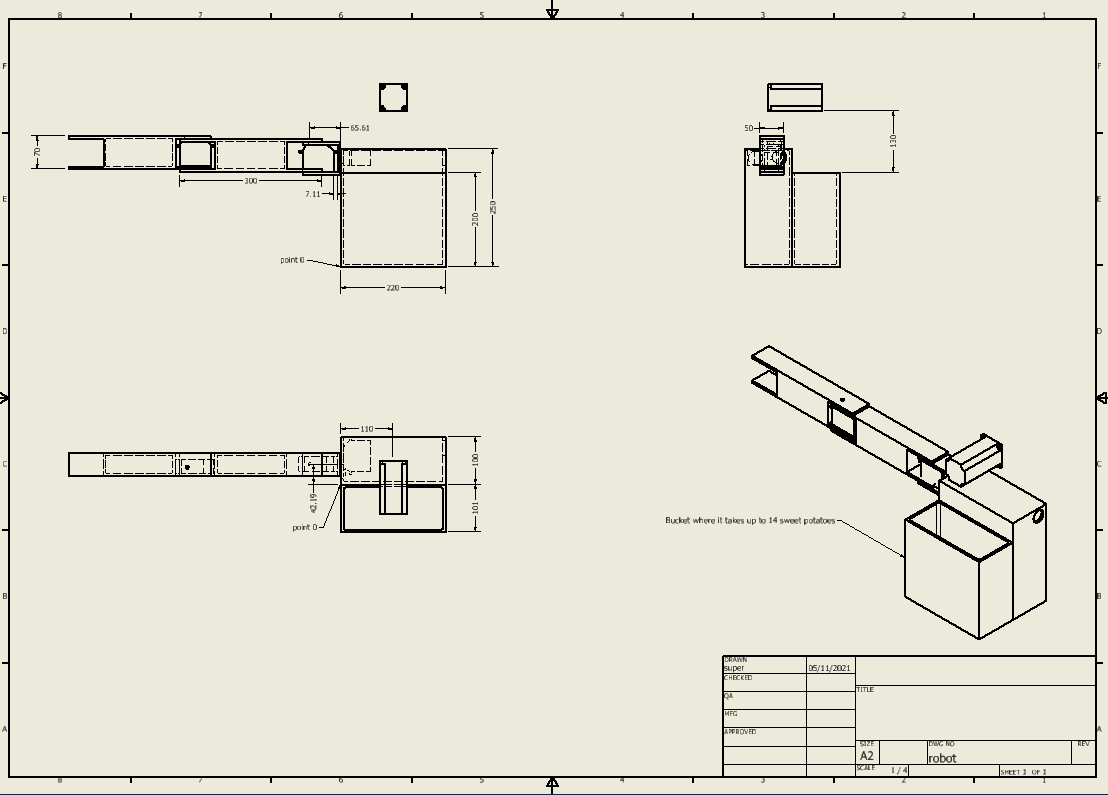 8 7 6 5 4 3 2 1
F F
65.61
50
70
130
300
7.11
200
250
E E
point 0
220
D D
110
100
C C
42.19
101
point 0
Bucket where it takes up to 14 sweet potatoes
B B
DRAWN
super 05/11/2021
CHECKED
TITLE
QA
MFG
A A
APPROVED
SIZE DWG NO REV
A2 robot
SCALE 1 / 4 SHEET 1 OF 1
8 7 6 5 4 3 2 1